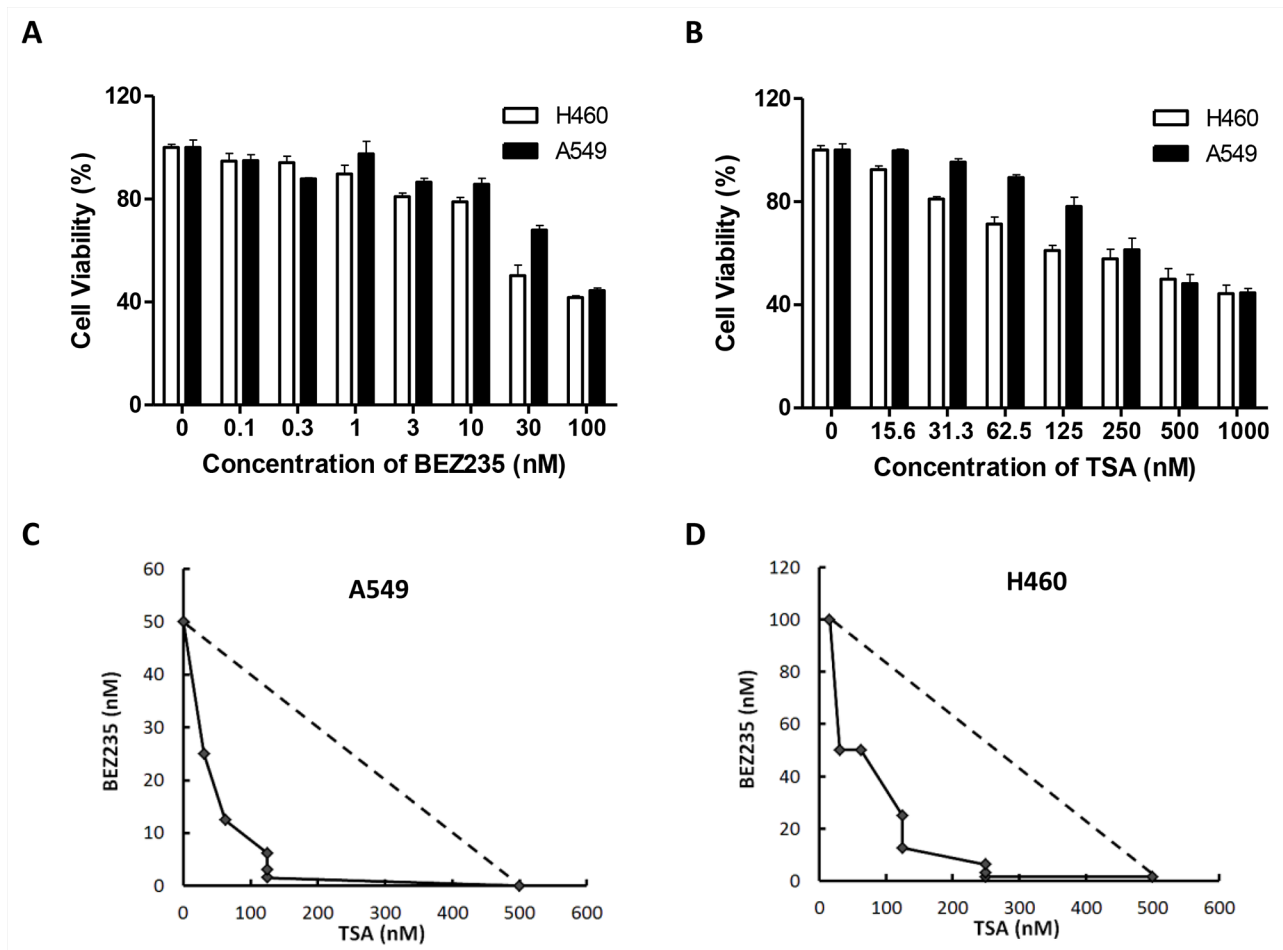 A
120
80
40
0
Cell Viability (%)
H460
A549
0 0.1 0.3 1 3 10 30 100
Concentration of BEZ235 (nM)
B
120
80
40
0
Cell Viability (%)
H460
A549
0 15.6 31.3 62.5 125 250 500 1000
Concentration of TSA (nM)
C
A549
60
50
40
30
20
10
0
BEZ235 (nM)
0 100 200 300 400 500 600
TSA (nM)
D
H460
120
100
80
60
40
20
0
BEZ235 (nM)
0 100 200 300 400 500 600
TSA (nM)